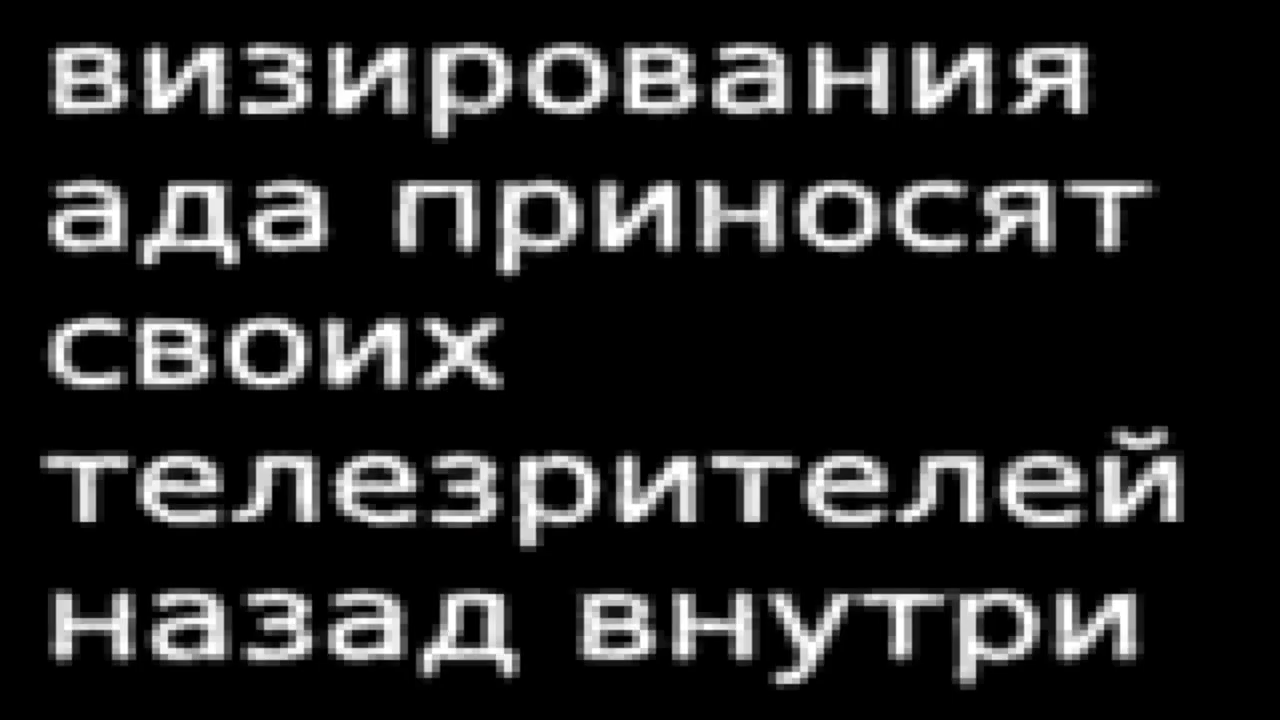 визирования
ада приносят
своих
телезрителей
назад внутри